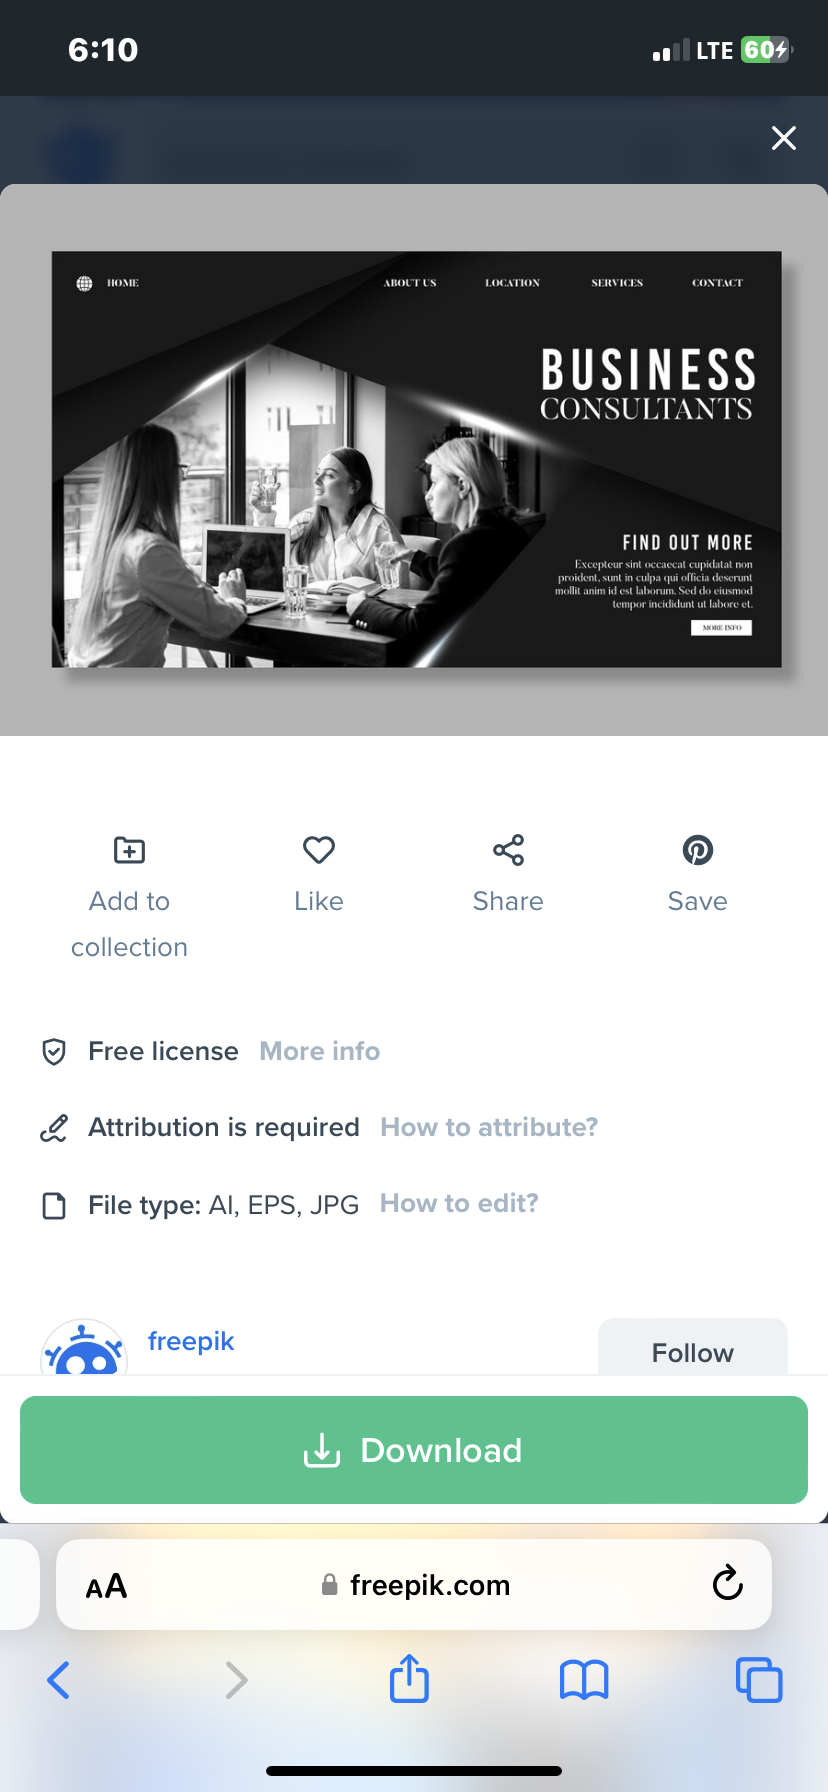 6:10
LTE 60
HOME ABOUT US LOCATION SERVICES CONTACT
BUSINESS
CONSULTANTS
FIND OUT MORE
Excepteur sint occaecat cupidatat non
proident, sunt in culpa qui officia deserunt
mollit anim id est laborum. Sed do eiusmod
tempor incididunt ut labore et.
MORE INFO
Add to
collection
Like
Share
Save
Free license More info
Attribution is required How to attribute?
File type: AI, EPS, JPG How to edit?
freepik
Follow
Download
AA freepik.com